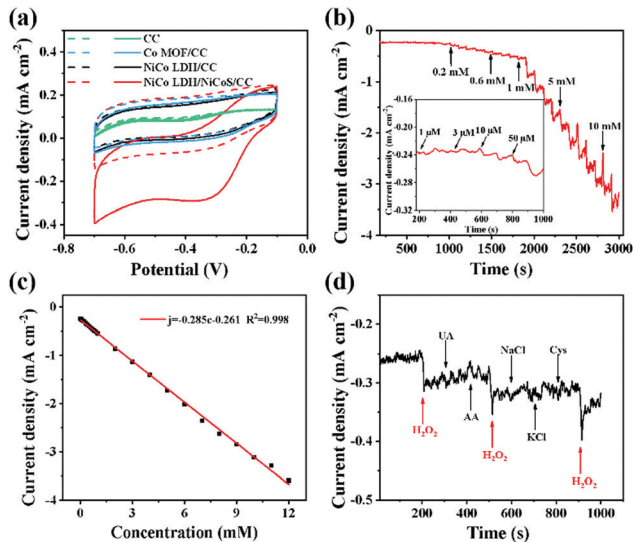 (a)
CC
Co MOF/CC
NiCo LDH/CC
NiCo LDH/NiCoS/CC
0.4
0.2
0.0
-0.2
-0.4
-0.8
-0.6
-0.4
-0.2
0.0
Current density (mA cm⁻²)
Potential (V)
(b)
0
-1
-2
-3
-4
500
1000
1500
2000
2500
3000
Current density (mA cm⁻²)
Time (s)
0.2 mM
0.6 mM
1 mM
5 mM
10 mM
-0.16
-0.20
-0.24
-0.28
-0.32
200
400
600
800
1000
Current density (mA cm⁻²)
Time (s)
1 μM
3 μM
10 μM
50 μM
(c)
j=-0.285c-0.261 R²=0.998
0
-1
-2
-3
-4
0
3
6
9
12
Current density (mA cm⁻²)
Concentration (mM)
(d)
-0.2
-0.3
-0.4
-0.5
0
200
400
600
800
1000
Current density (mA cm⁻²)
Time (s)
UA
NaCl
Cys
AA
KCl
H₂O₂
H₂O₂
H₂O₂